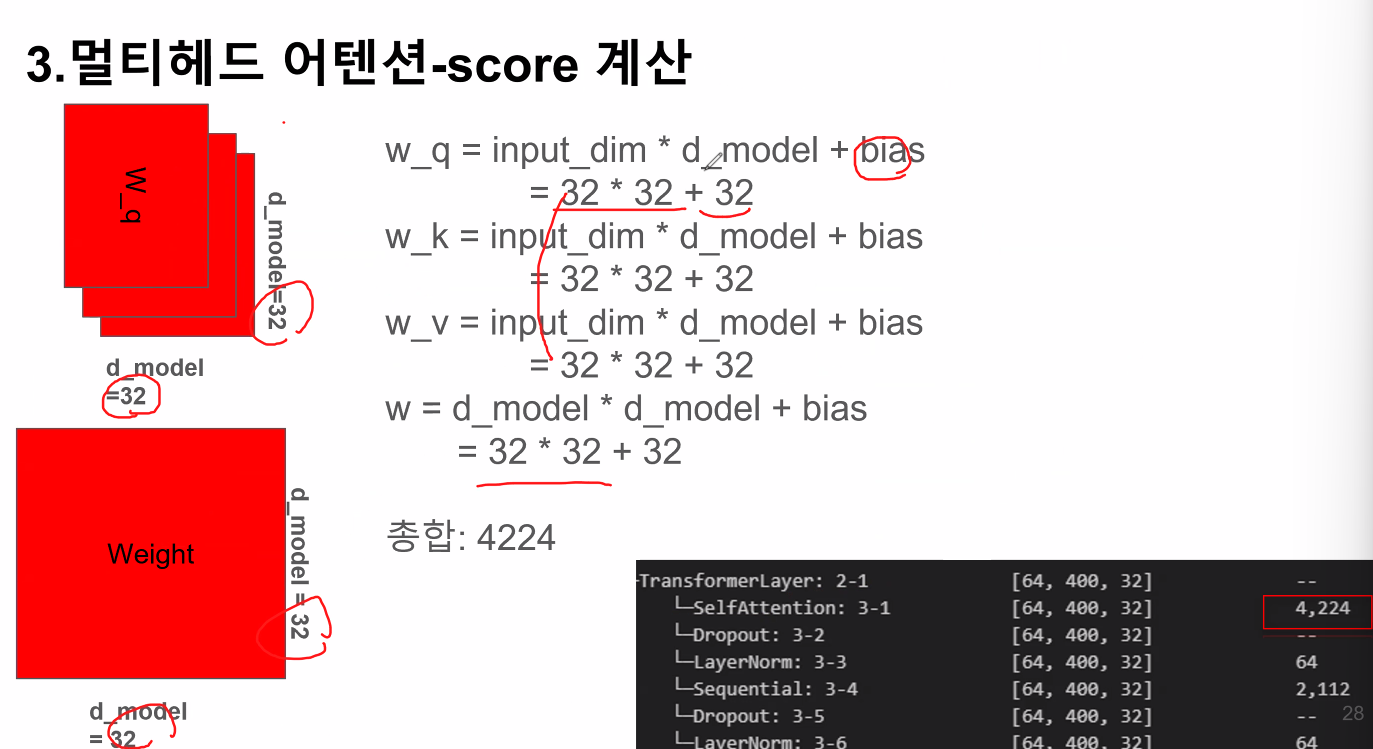 3.멀티헤드 어텐션-score 계산
W_q
d_model=32
d_model
=32
w_q = input_dim * d_model + bias
= 32 * 32 + 32
w_k = input_dim * d_model + bias
= 32 * 32 + 32
w_v = input_dim * d_model + bias
= 32 * 32 + 32
w = d_model * d_model + bias
= 32 * 32 + 32
총합: 4224
Weight
d_model = 32
d_model
= 32
TransformerLayer: 2-1 [64, 400, 32] --
└─SelfAttention: 3-1 [64, 400, 32] 4,224
└─Dropout: 3-2 [64, 400, 32] --
└─LayerNorm: 3-3 [64, 400, 32] 64
└─Sequential: 3-4 [64, 400, 32] 2,112
└─Dropout: 3-5 [64, 400, 32] --
└─LayerNorm: 3-6 [64, 400, 32] 64
28